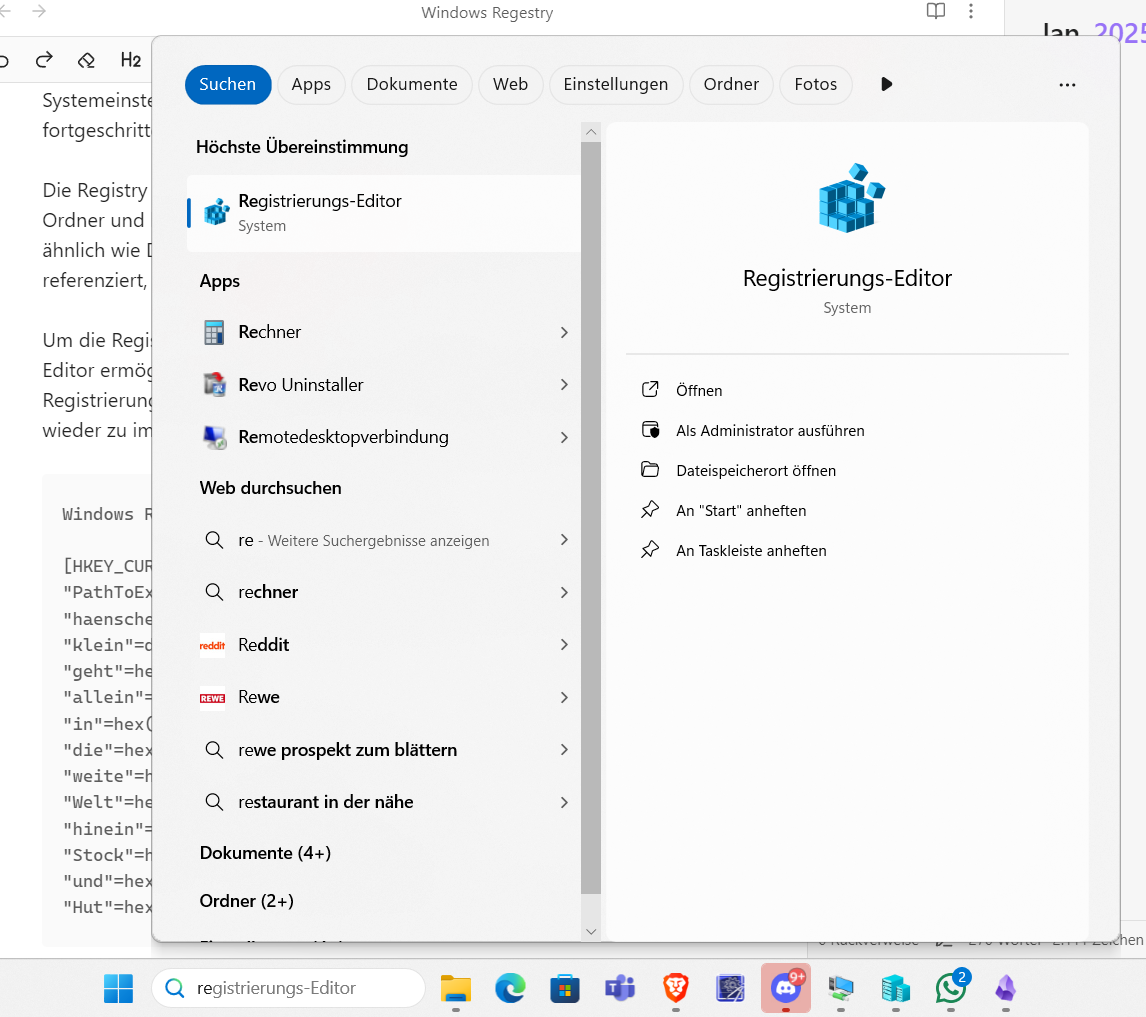 Windows Regestry
Jan. 2025
H2
Systemeinste
fortgeschritt
Die Registry
Ordner und
ähnlich wie D
referenziert,
Um die Regis
Editor ermög
Registrierung
wieder zu im
Windows R
[HKEY_CUR
"PathToEx
"haensche
"klein"=d
"geht"=he
"allein"=
"in"=hex(
"die"=hex
"weite"=h
"Welt"=he
"hinein"=
"Stock"=h
"und"=hex
"Hut"=hex
Suchen Apps Dokumente Web Einstellungen Ordner Fotos
Höchste Übereinstimmung
Registrierungs-Editor
System
Apps
Rechner
Revo Uninstaller
Remotedesktopverbindung
Web durchsuchen
re - Weitere Suchergebnisse anzeigen
rechner
reddit Reddit
REWE Rewe
rewe prospekt zum blättern
restaurant in der nähe
Dokumente (4+)
Ordner (2+)
Registrierungs-Editor
System
Öffnen
Als Administrator ausführen
Dateispeicherort öffnen
An "Start" anheften
An Taskleiste anheften
registrierungs-Editor
9+
2